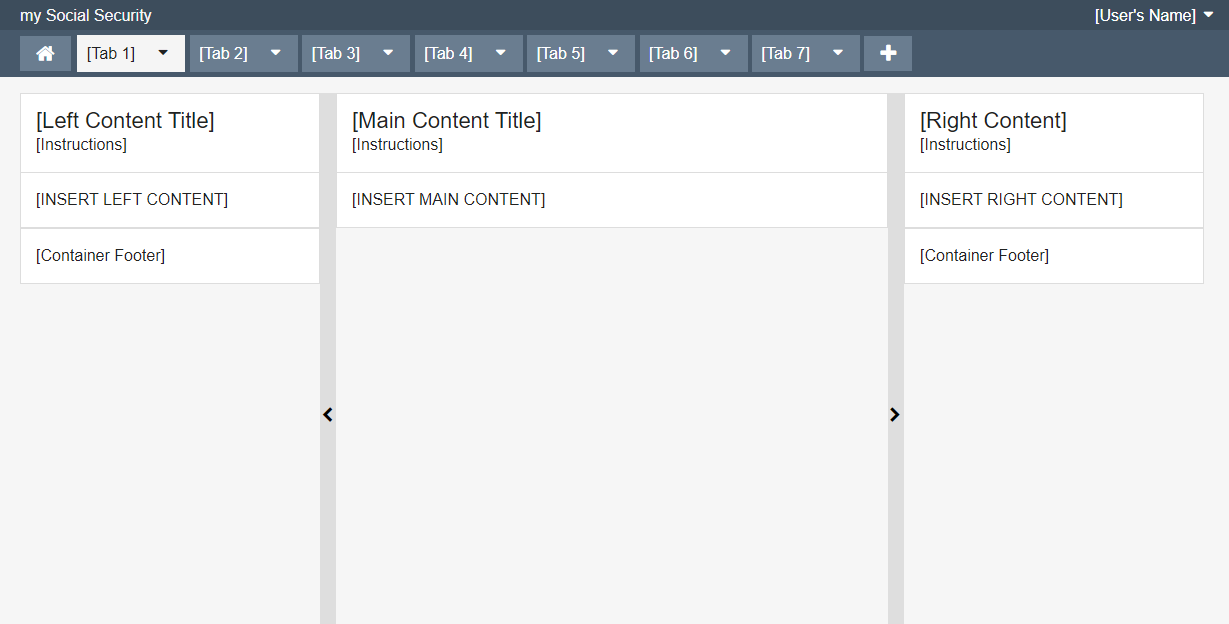 my Social Security
[User's Name]
[Tab 1]
[Tab 2]
[Tab 3]
[Tab 4]
[Tab 5]
[Tab 6]
[Tab 7]
[Left Content Title]
[Instructions]
[INSERT LEFT CONTENT]
[Container Footer]
[Main Content Title]
[Instructions]
[INSERT MAIN CONTENT]
[Right Content]
[Instructions]
[INSERT RIGHT CONTENT]
[Container Footer]